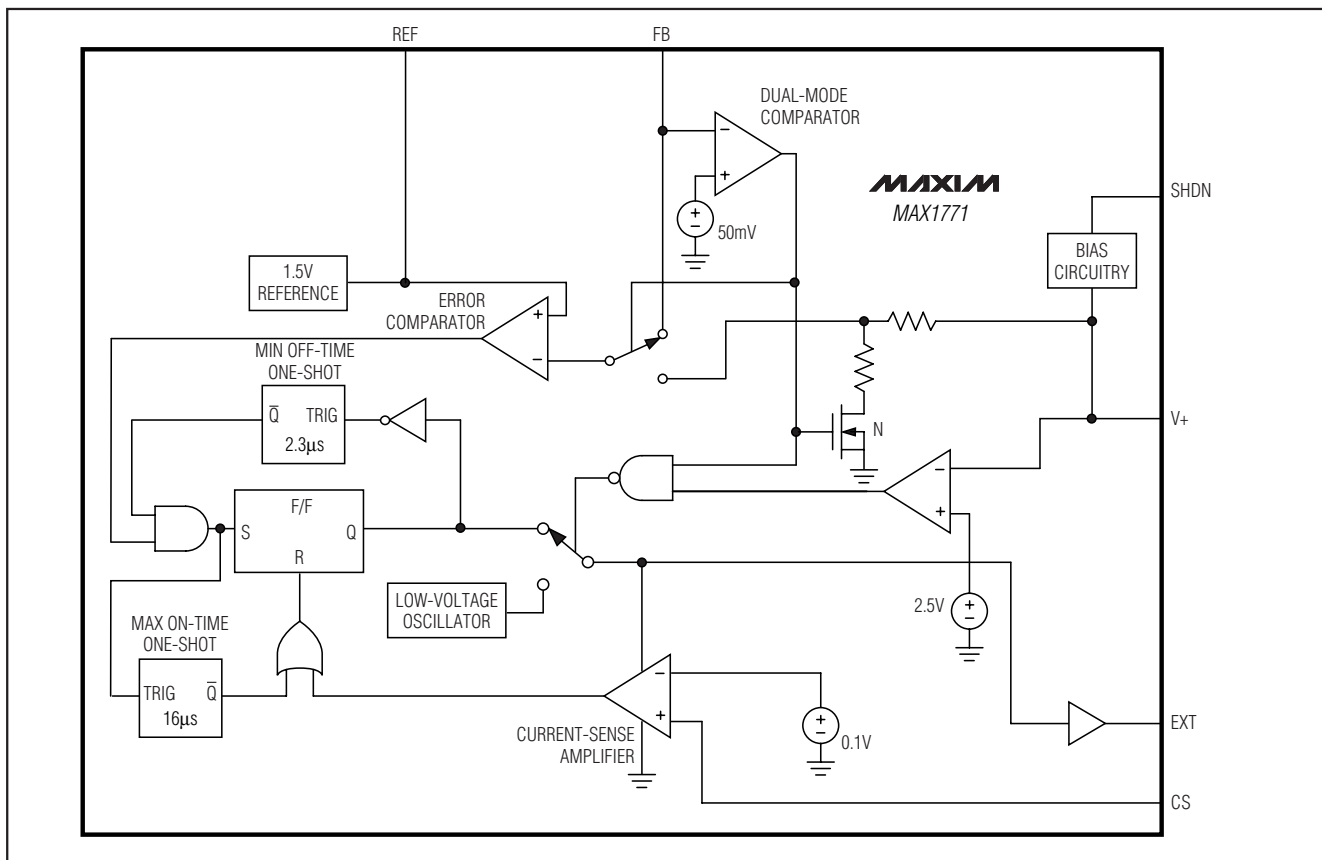 REF
FB
DUAL-MODE
COMPARATOR
−
+
+
−
50mV
MAXIM
MAX1771
SHDN
BIAS
CIRCUITRY
1.5V
REFERENCE
ERROR
COMPARATOR
+
−
MIN OFF-TIME
ONE-SHOT
Q̅ TRIG
2.3µs
N
V+
−
+
F/F
S
Q
R
LOW-VOLTAGE
OSCILLATOR
2.5V
+
−
MAX ON-TIME
ONE-SHOT
TRIG Q̅
16µs
−
+
CURRENT-SENSE
AMPLIFIER
+
−
0.1V
EXT
CS